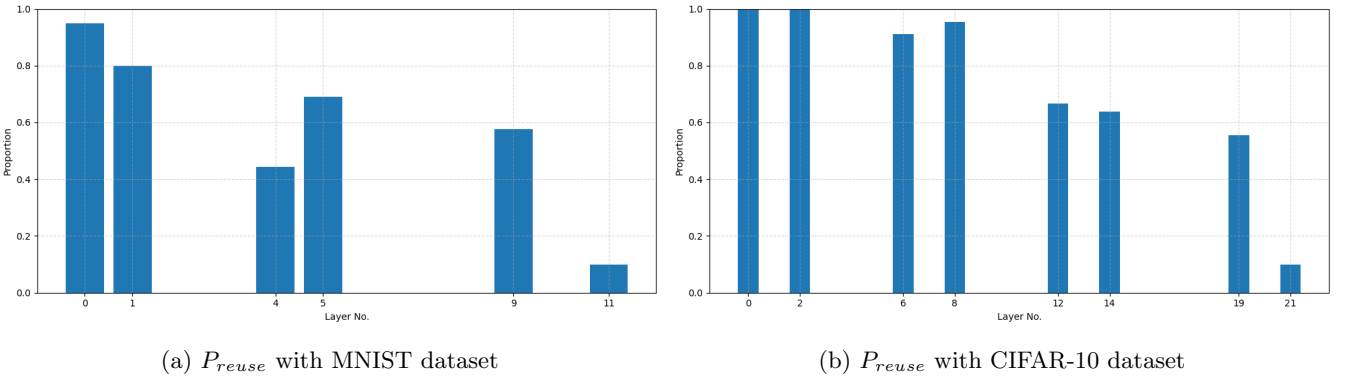 1.0
0.8
0.6
0.4
0.2
0.0
Proportion
0 1 4 5 9 11
Layer No.
(a) P_reuse with MNIST dataset
1.0
0.8
0.6
0.4
0.2
0.0
Proportion
0 2 6 8 12 14 19 21
Layer No.
(b) P_reuse with CIFAR-10 dataset